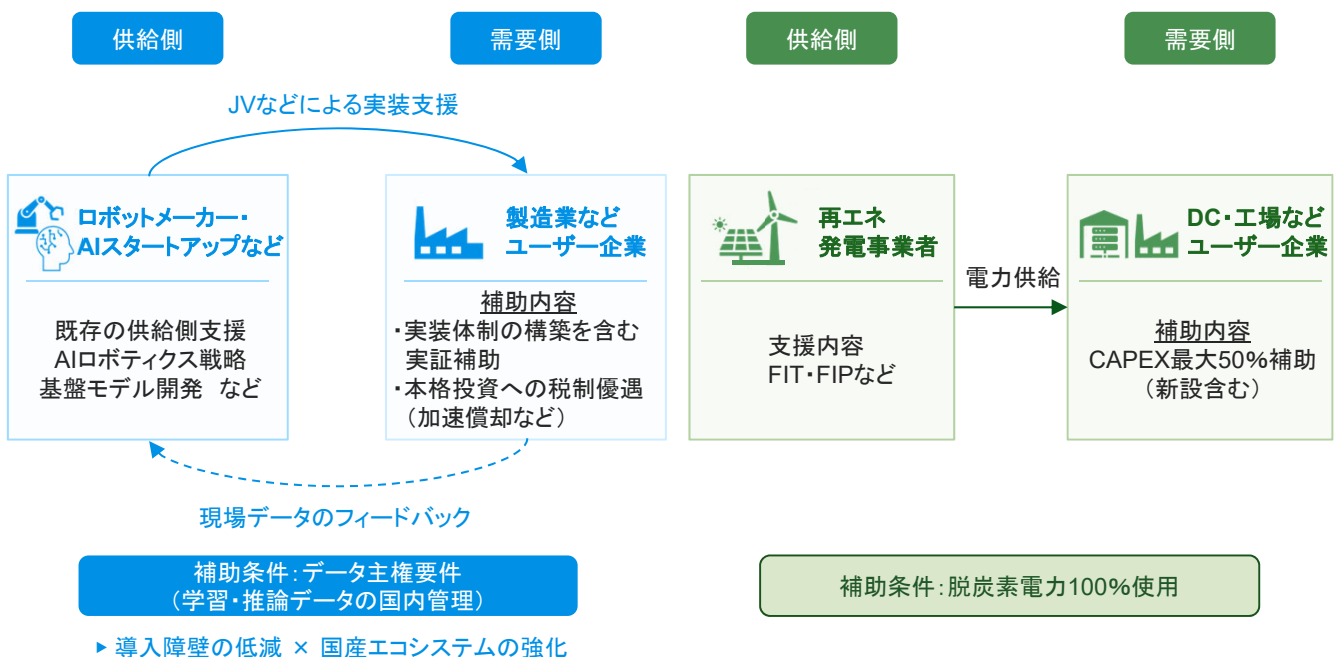 供給側
需要側
JVなどによる実装支援
ロボットメーカー・
AIスタートアップなど
既存の供給側支援
AIロボティクス戦略
基盤モデル開発 など
製造業など
ユーザー企業
補助内容
・実装体制の構築を含む
実証補助
・本格投資への税制優遇
（加速償却など）
現場データのフィードバック
補助条件：データ主権要件
（学習・推論データの国内管理）
▶ 導入障壁の低減 × 国産エコシステムの強化
供給側
需要側
再エネ
発電事業者
支援内容
FIT・FIPなど
電力供給
DC・工場など
ユーザー企業
補助内容
CAPEX最大50%補助
（新設含む）
補助条件：脱炭素電力100%使用